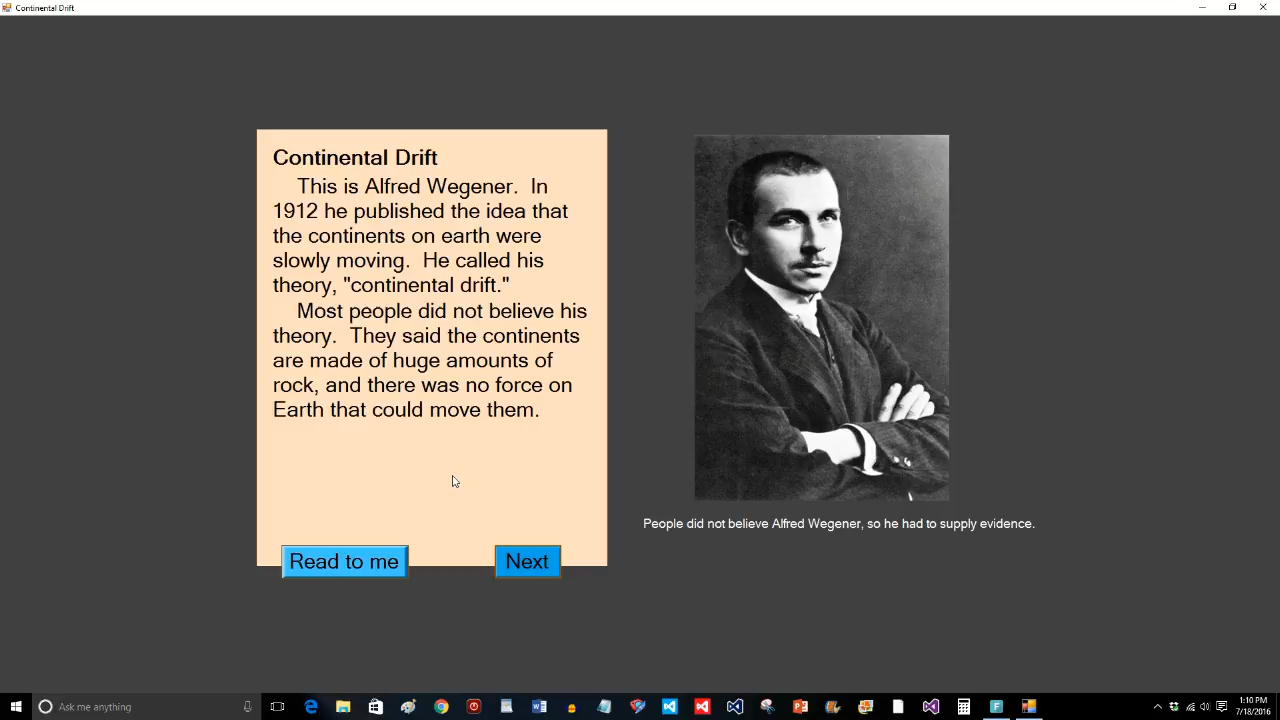 Continental Drift
Continental Drift
This is Alfred Wegener.  In
1912 he published the idea that
the continents on earth were
slowly moving.  He called his
theory, "continental drift."
Most people did not believe his
theory.  They said the continents
are made of huge amounts of
rock, and there was no force on
Earth that could move them.
Read to me
Next
People did not believe Alfred Wegener, so he had to supply evidence.
Ask me anything
1:10 PM
7/18/2016